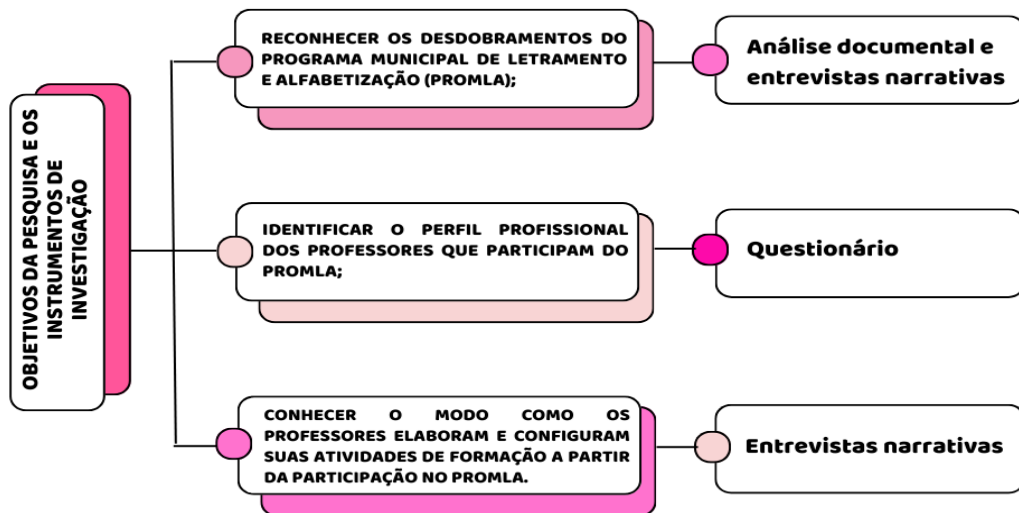 OBJETIVOS DA PESQUISA E OS
INSTRUMENTOS DE
INVESTIGAÇÃO
RECONHECER OS DESDOBRAMENTOS DO
PROGRAMA MUNICIPAL DE LETRAMENTO
E ALFABETIZAÇÃO (PROMLA);
Análise documental e
entrevistas narrativas
IDENTIFICAR O PERFIL PROFISSIONAL
DOS PROFESSORES QUE PARTICIPAM DO
PROMLA;
Questionário
CONHECER O MODO COMO OS
PROFESSORES ELABORAM E CONFIGURAM
SUAS ATIVIDADES DE FORMAÇÃO A PARTIR
DA PARTICIPAÇÃO NO PROMLA.
Entrevistas narrativas